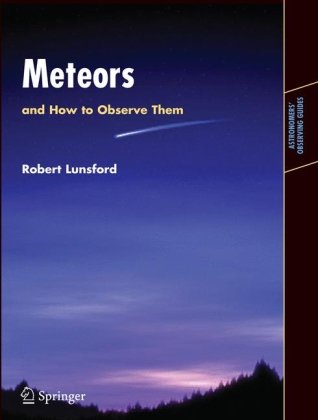 Meteors
and How to Observe Them
Robert Lunsford
ASTRONOMERS'
OBSERVING GUIDES
Springer